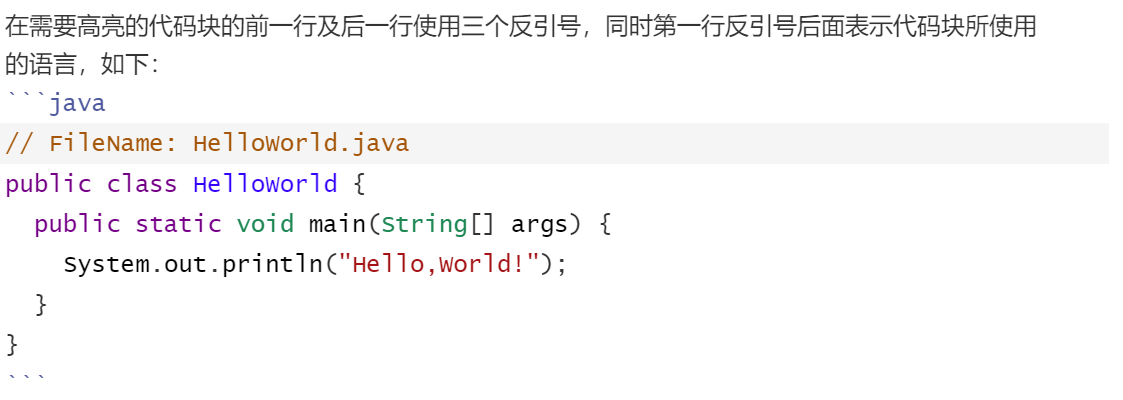 在需要高亮的代码块的前一行及后一行使用三个反引号，同时第一行反引号后面表示代码块所使用
的语言，如下：
```java
// FileName: HelloWorld.java
public class HelloWorld {
  public static void main(String[] args) {
    System.out.println("Hello,World!");
  }
}
```